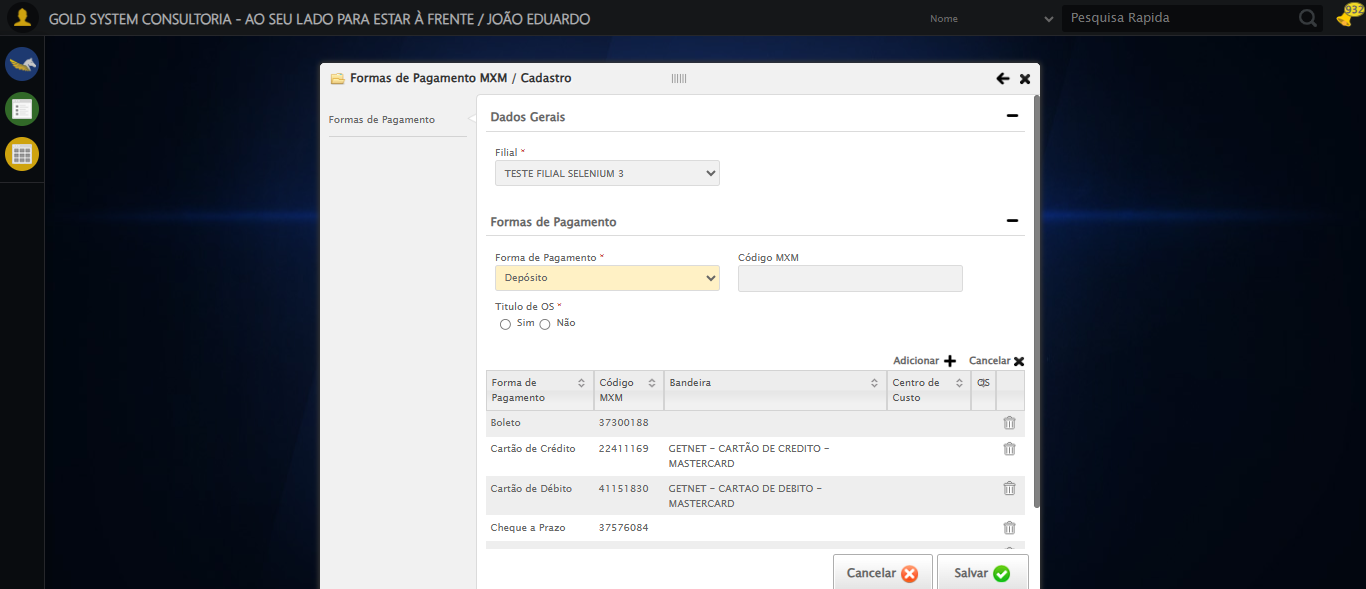 GOLD SYSTEM CONSULTORIA - AO SEU LADO PARA ESTAR À FRENTE / JOÃO EDUARDO
Nome
Pesquisa Rapida
932
Formas de Pagamento MXM / Cadastro
Formas de Pagamento
Dados Gerais
Filial *
TESTE FILIAL SELENIUM 3
Formas de Pagamento
Forma de Pagamento * Código MXM
Depósito
Titulo de OS *
Sim Não
Adicionar Cancelar
Forma de Pagamento Código MXM Bandeira Centro de Custo OS
Boleto 37300188
Cartão de Crédito 22411169 GETNET - CARTÃO DE CREDITO -
MASTERCARD
Cartão de Débito 41151830 GETNET - CARTAO DE DEBITO -
MASTERCARD
Cheque a Prazo 37576084
Cancelar Salvar